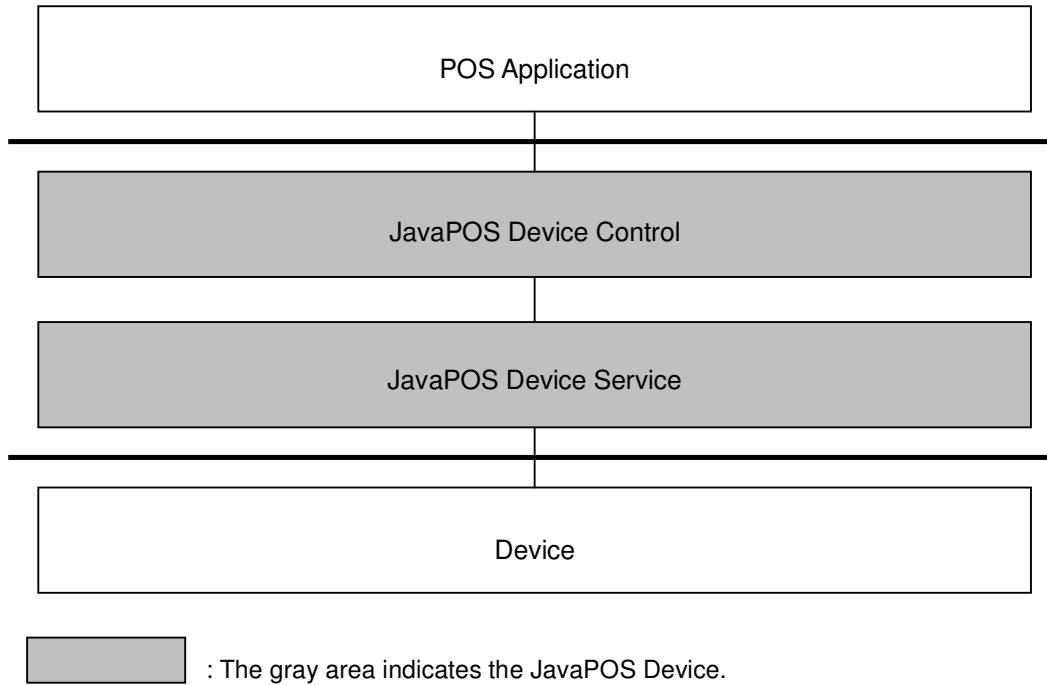 POS Application
JavaPOS Device Control
JavaPOS Device Service
Device
: The gray area indicates the JavaPOS Device.